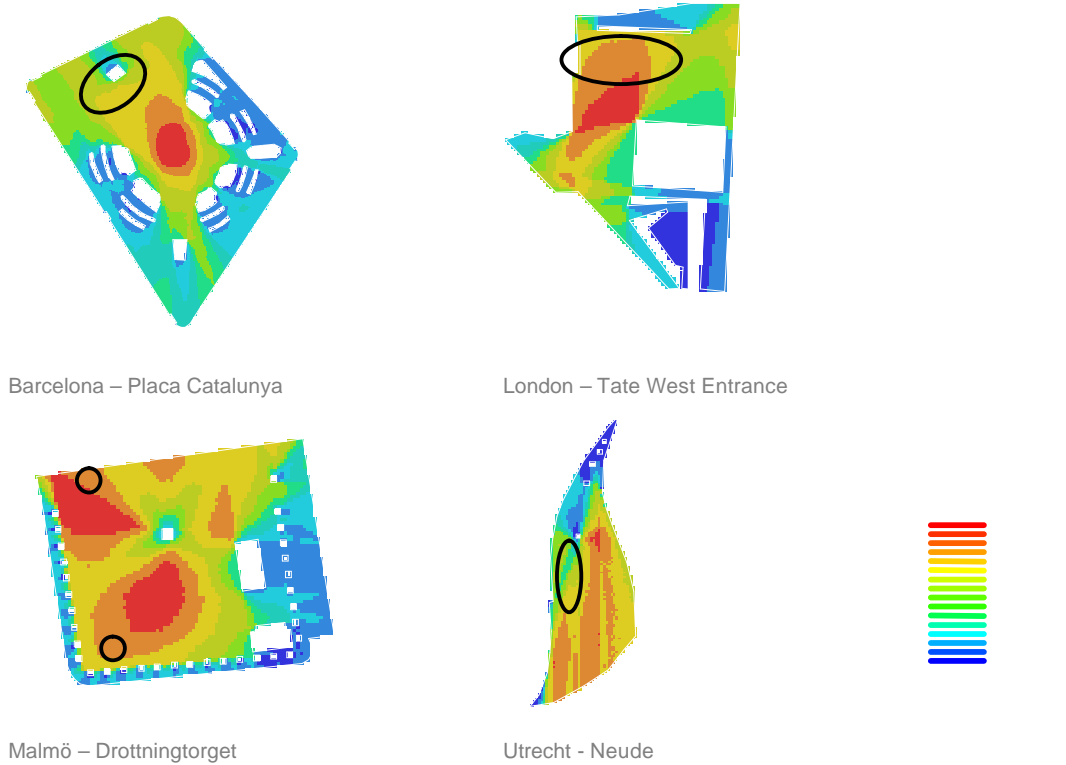 Barcelona – Placa Catalunya
London – Tate West Entrance
Malmö – Drottningtorget
Utrecht - Neude